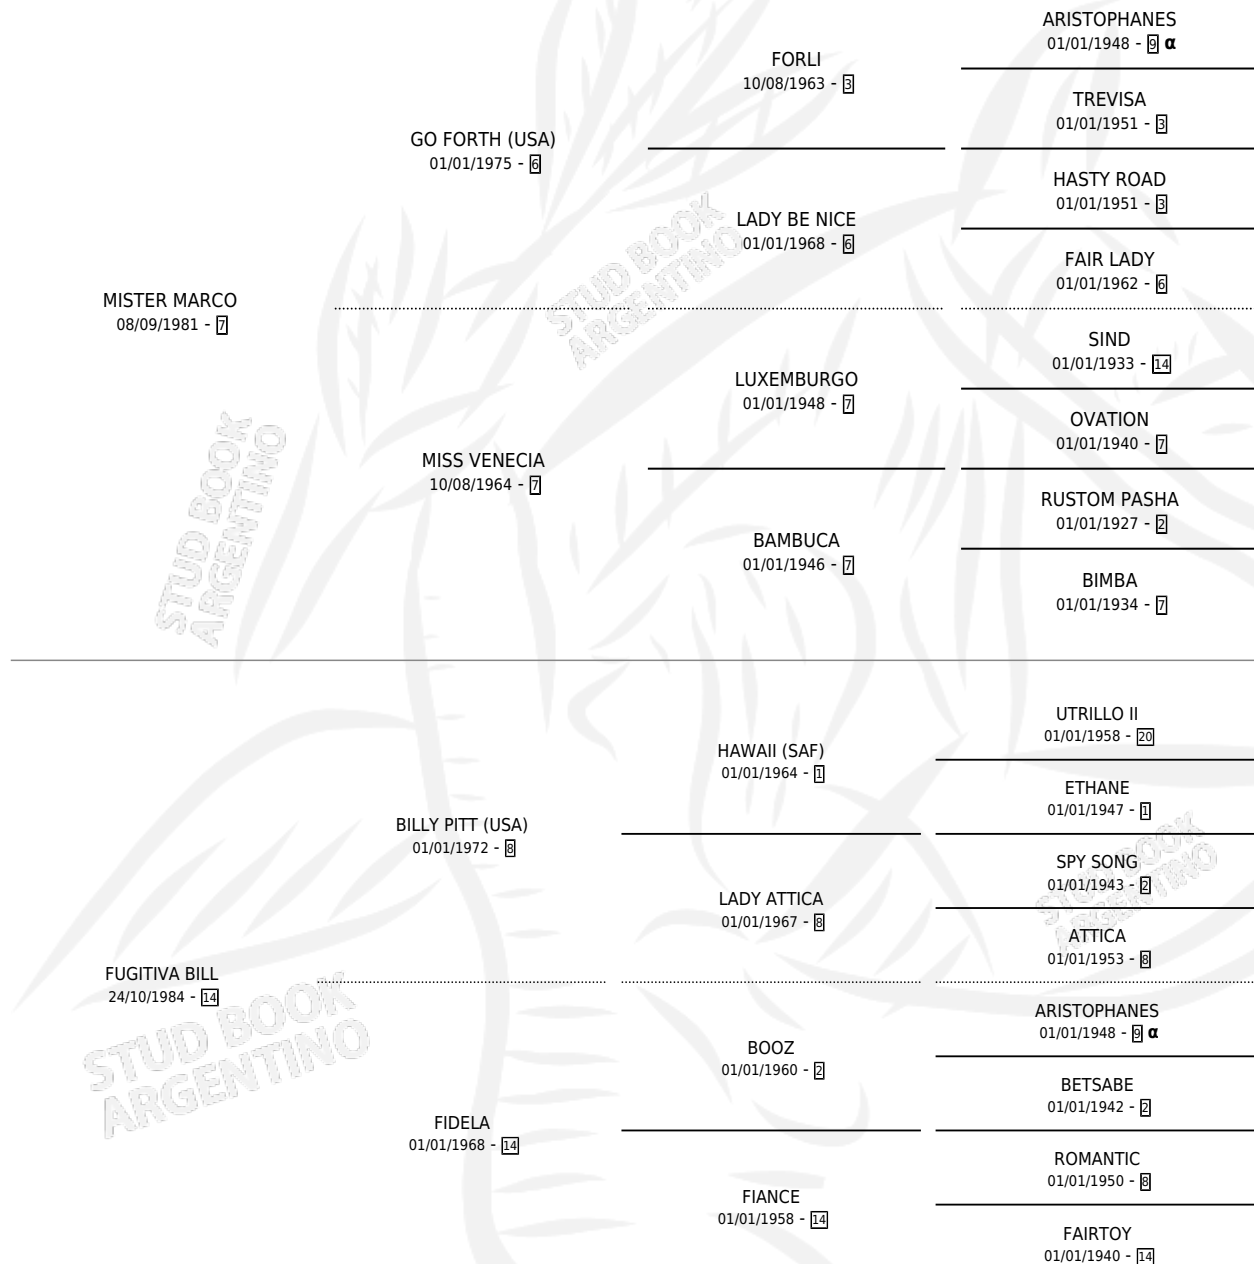 ARISTOPHANES
01/01/1948 - 9 α
FORLI
10/08/1963 - 3
TREVISA
01/01/1951 - 3
GO FORTH (USA)
01/01/1975 - 6
HASTY ROAD
01/01/1951 - 3
LADY BE NICE
01/01/1968 - 6
FAIR LADY
01/01/1962 - 6
MISTER MARCO
08/09/1981 - 7
STUD BOOK
ARGENTINO
SIND
01/01/1933 - 14
LUXEMBURGO
01/01/1948 - 7
OVATION
01/01/1940 - 7
MISS VENECIA
10/08/1964 - 7
RUSTOM PASHA
01/01/1927 - 2
BAMBUCA
01/01/1946 - 7
BIMBA
01/01/1934 - 7
STUD BOOK
ARGENTINO
UTRILLO II
01/01/1958 - 20
HAWAII (SAF)
01/01/1964 - 1
ETHANE
01/01/1947 - 1
BILLY PITT (USA)
01/01/1972 - 8
SPY SONG
01/01/1943 - 2
LADY ATTICA
01/01/1967 - 8
ATTICA
01/01/1953 - 8
STUD BOOK
ARGENTINO
FUGITIVA BILL
24/10/1984 - 14
STUD BOOK
ARGENTINO
ARISTOPHANES
01/01/1948 - 9 α
BOOZ
01/01/1960 - 2
BETSABE
01/01/1942 - 2
FIDELA
01/01/1968 - 14
ROMANTIC
01/01/1950 - 8
FIANCE
01/01/1958 - 14
FAIRTOY
01/01/1940 - 14